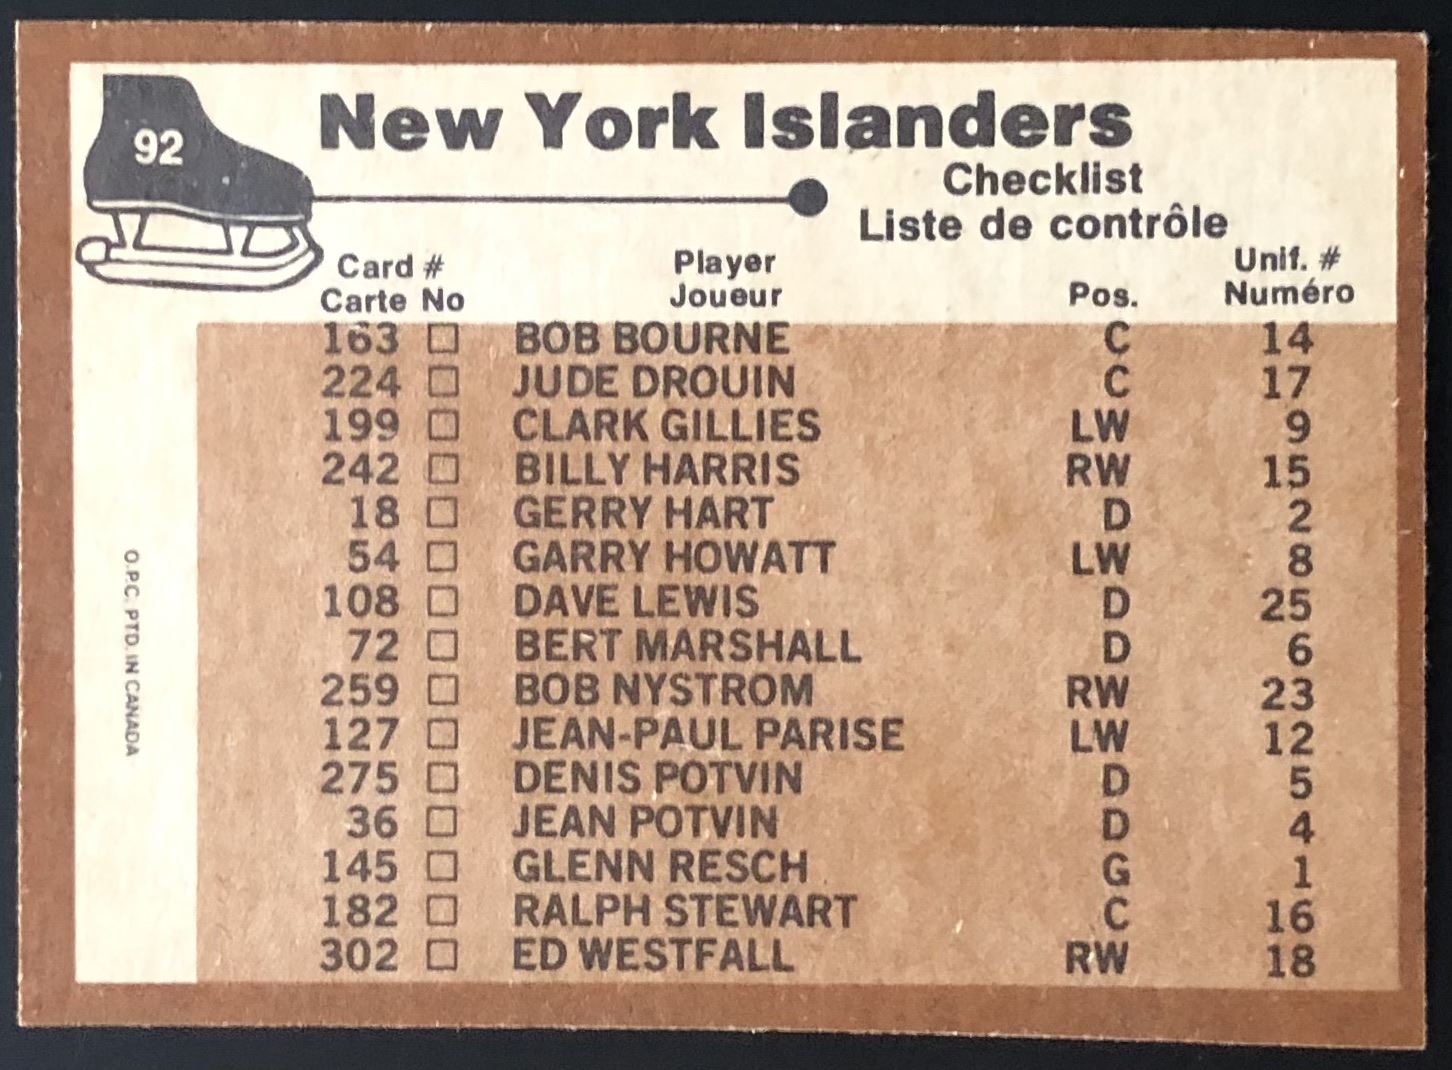 92
New York Islanders
Checklist
Liste de contrôle
Card # Player Unif. #
Carte No Joueur Pos. Numéro
163 □ BOB BOURNE C 14
224 □ JUDE DROUIN C 17
199 □ CLARK GILLIES LW 9
242 □ BILLY HARRIS RW 15
18 □ GERRY HART D 2
54 □ GARRY HOWATT LW 8
108 □ DAVE LEWIS D 25
72 □ BERT MARSHALL D 6
259 □ BOB NYSTROM RW 23
127 □ JEAN-PAUL PARISE LW 12
275 □ DENIS POTVIN D 5
36 □ JEAN POTVIN D 4
145 □ GLENN RESCH G 1
182 □ RALPH STEWART C 16
302 □ ED WESTFALL RW 18
O.P.C. PTD. IN CANADA